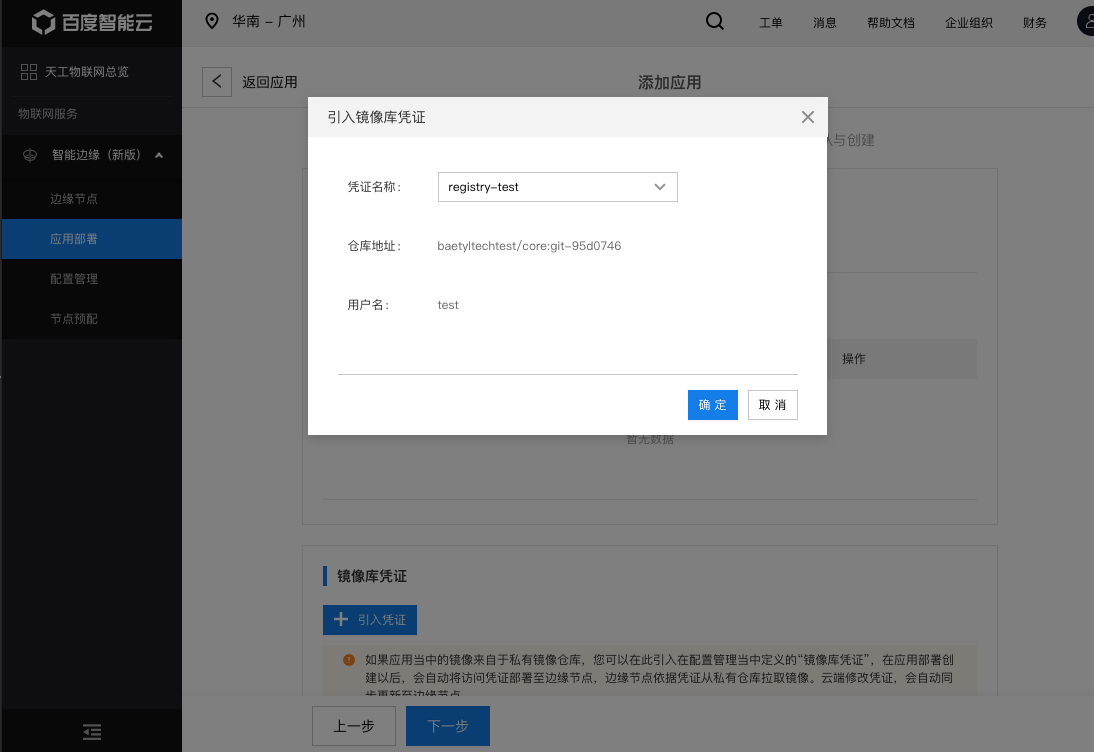 百度智能云
华南 – 广州
工单
消息
帮助文档
企业组织
财务
天工物联网总览
物联网服务
智能边缘（新版）
边缘节点
应用部署
配置管理
节点预配
返回应用
添加应用
与创建
引入镜像库凭证
凭证名称：
registry-test
仓库地址：
baetyltechtest/core:git-95d0746
用户名：
test
确 定
取 消
操作
暂无数据
镜像库凭证
引入凭证
如果应用当中的镜像来自于私有镜像仓库，您可以在此引入在配置管理当中定义的“镜像库凭证”，在应用部署创
建以后，会自动将访问凭证部署至边缘节点，边缘节点依据凭证从私有仓库拉取镜像。云端修改凭证，会自动同
步更新至边缘节点
上一步
下一步